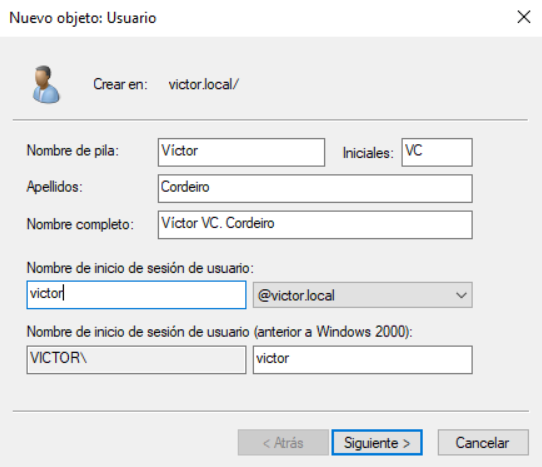 Nuevo objeto: Usuario
Crear en: victor.local/
Nombre de pila: Víctor Iniciales: VC
Apellidos: Cordeiro
Nombre completo: Víctor VC. Cordeiro
Nombre de inicio de sesión de usuario:
victor @victor.local
Nombre de inicio de sesión de usuario (anterior a Windows 2000):
VICTOR\ victor
< Atrás Siguiente > Cancelar